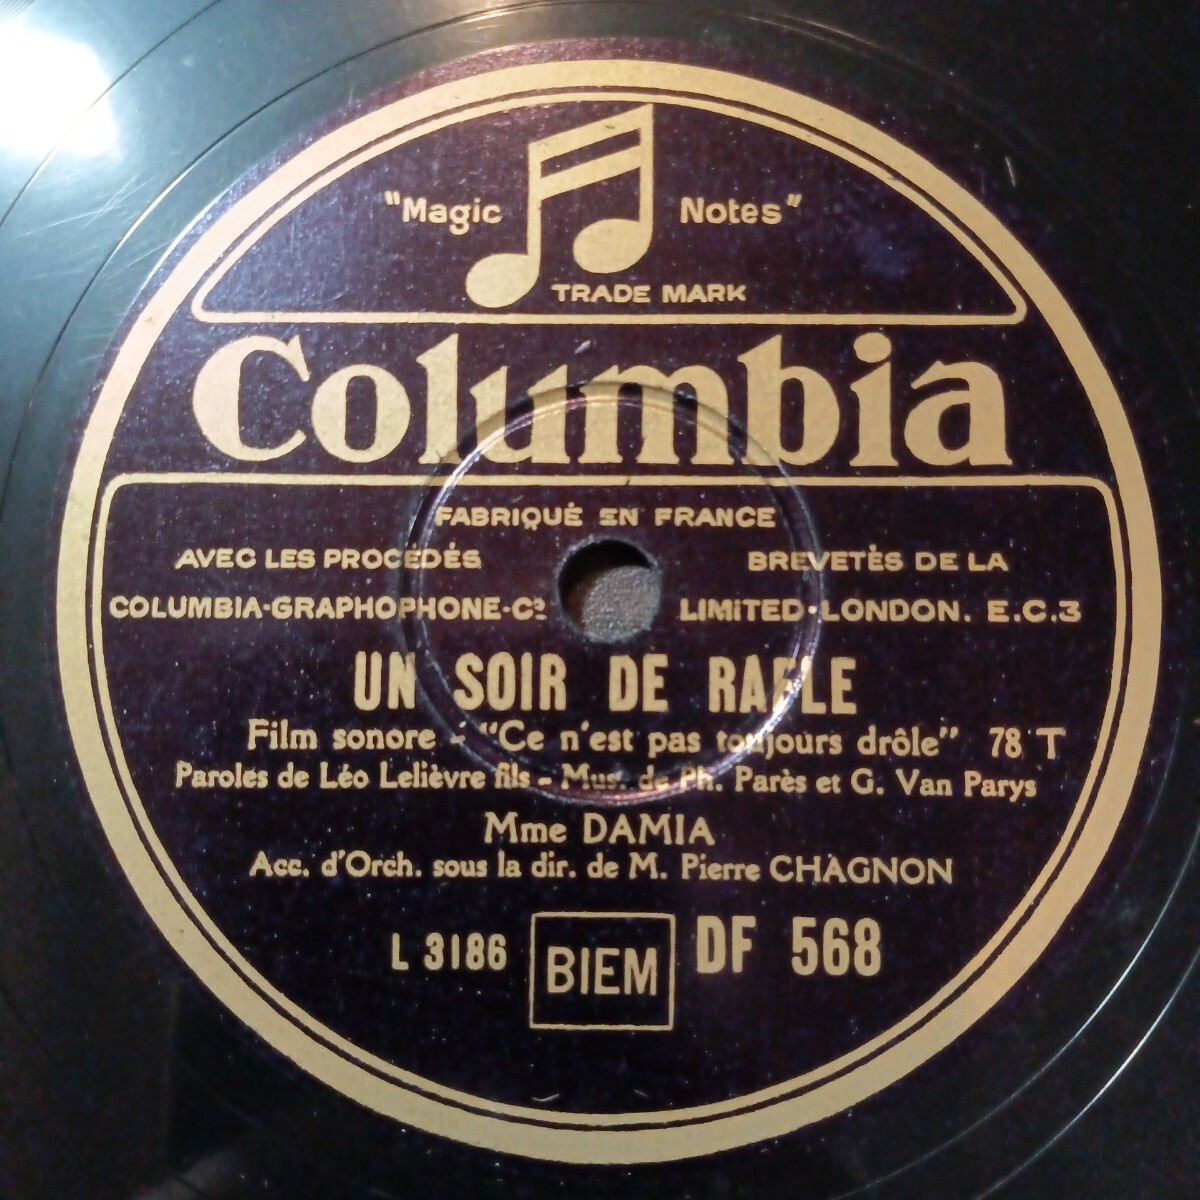 "Magic Notes"
TRADE MARK
Columbia
FABRIQUÉ EN FRANCE
AVEC LES PROCÉDÉS BREVETÈS DE LA
COLUMBIA-GRAPHOPHONE-Cº LIMITED·LONDON. E.C.3
UN SOIR DE RAFLE
Film sonore - "Ce n'est pas toujours drôle" 78 T
Paroles de Léo Lelièvre fils - Mus. de Ph. Parès et G. Van Parys
Mme DAMIA
Acc. d'Orch. sous la dir. de M. Pierre CHAGNON
L 3186 BIEM DF 568